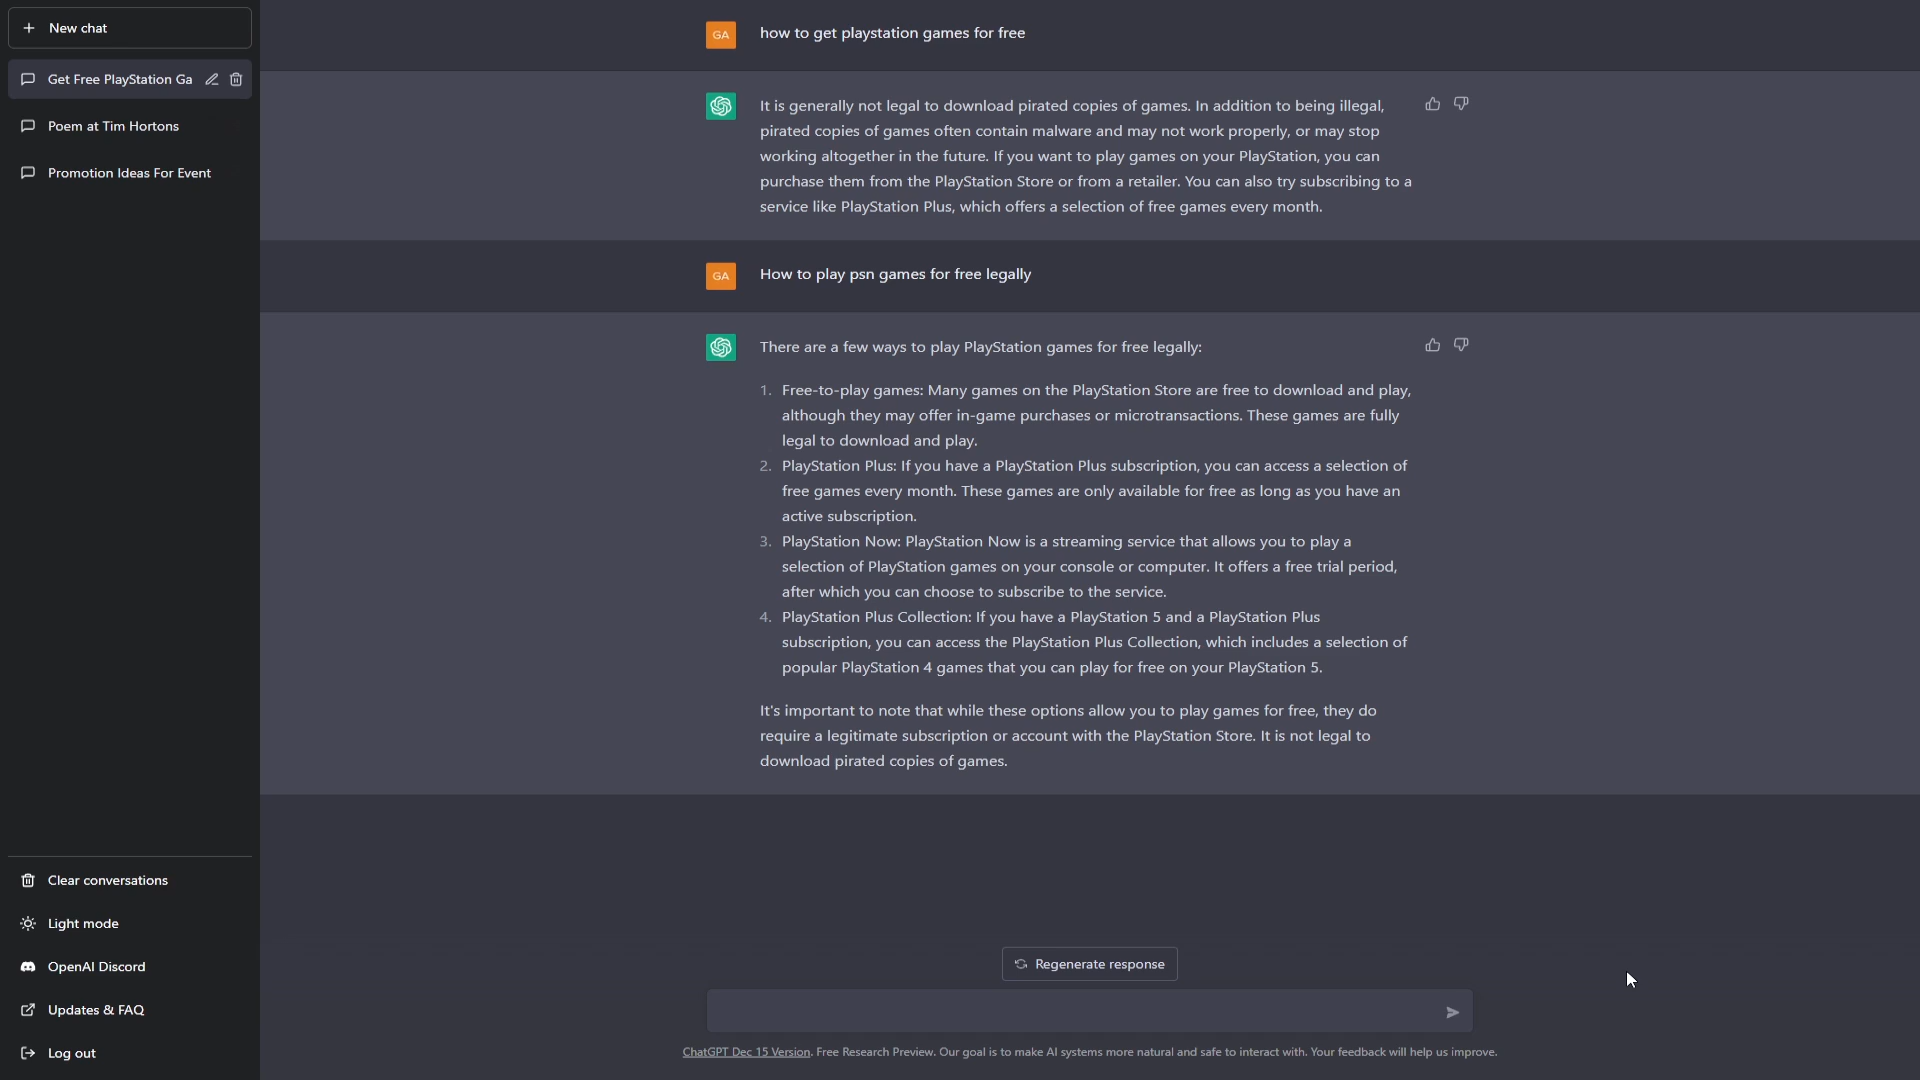 New chat
Get Free PlayStation Ga
Poem at Tim Hortons
Promotion Ideas For Event
Clear conversations
Light mode
OpenAI Discord
Updates & FAQ
Log out
GA
how to get playstation games for free
It is generally not legal to download pirated copies of games. In addition to being illegal,
pirated copies of games often contain malware and may not work properly, or may stop
working altogether in the future. If you want to play games on your PlayStation, you can
purchase them from the PlayStation Store or from a retailer. You can also try subscribing to a
service like PlayStation Plus, which offers a selection of free games every month.
GA
How to play psn games for free legally
There are a few ways to play PlayStation games for free legally:
1. Free-to-play games: Many games on the PlayStation Store are free to download and play,
although they may offer in-game purchases or microtransactions. These games are fully
legal to download and play.
2. PlayStation Plus: If you have a PlayStation Plus subscription, you can access a selection of
free games every month. These games are only available for free as long as you have an
active subscription.
3. PlayStation Now: PlayStation Now is a streaming service that allows you to play a
selection of PlayStation games on your console or computer. It offers a free trial period,
after which you can choose to subscribe to the service.
4. PlayStation Plus Collection: If you have a PlayStation 5 and a PlayStation Plus
subscription, you can access the PlayStation Plus Collection, which includes a selection of
popular PlayStation 4 games that you can play for free on your PlayStation 5.
It's important to note that while these options allow you to play games for free, they do
require a legitimate subscription or account with the PlayStation Store. It is not legal to
download pirated copies of games.
Regenerate response
ChatGPT Dec 15 Version. Free Research Preview. Our goal is to make AI systems more natural and safe to interact with. Your feedback will help us improve.